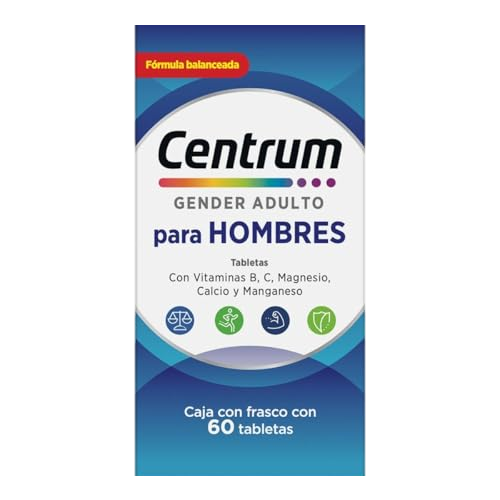 Fórmula balanceada
Centrum
GENDER ADULTO
para HOMBRES
Tabletas
Con Vitaminas B, C, Magnesio,
Calcio y Manganeso
Caja con frasco con
60 tabletas